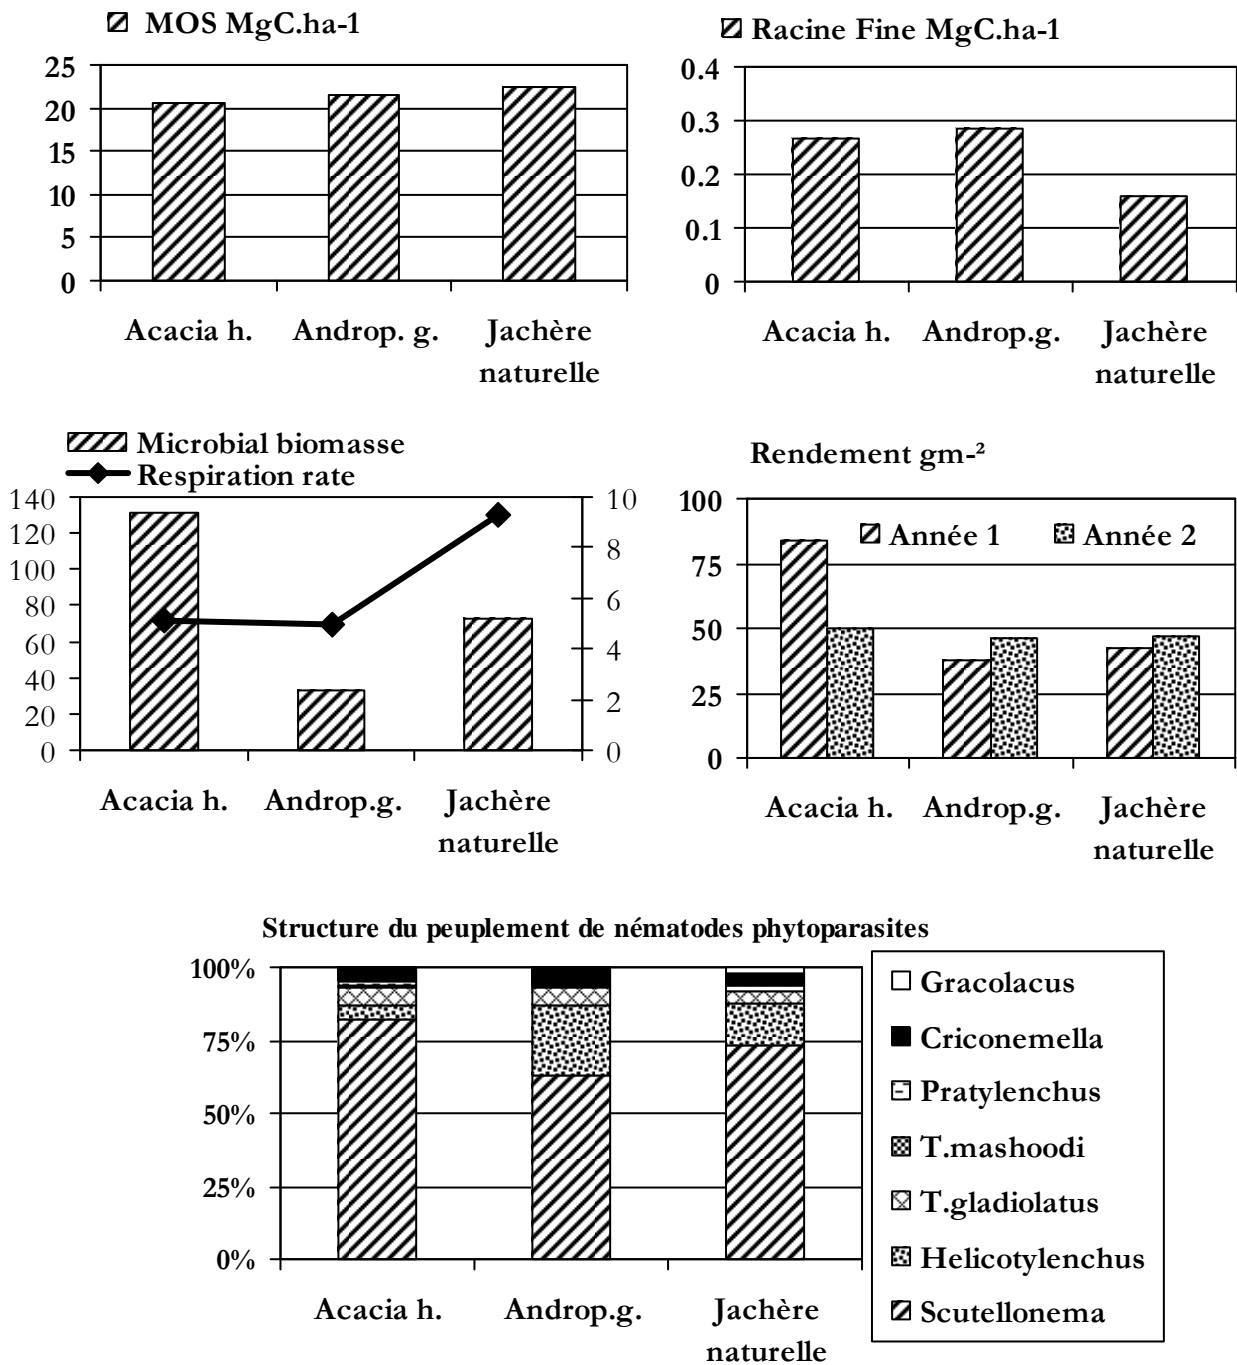 MOS MgC.ha-1
25
20
15
10
5
0
Acacia h.
Androp. g.
Jachère
naturelle
Racine Fine MgC.ha-1
0.4
0.3
0.2
0.1
0
Acacia h.
Androp.g.
Jachère
naturelle
Microbial biomasse
Respiration rate
140
120
100
80
60
40
20
0
10
8
6
4
2
0
Acacia h.
Androp.g.
Jachère
naturelle
Rendement gm-²
100
75
50
25
0
Année 1
Année 2
Acacia h.
Androp.g.
Jachère
naturelle
Structure du peuplement de nématodes phytoparasites
100%
75%
50%
25%
0%
Acacia h.
Androp.g.
Jachère
naturelle
Gracolacus
Criconemella
Pratylenchus
T.mashoodi
T.gladiolatus
Helicotylenchus
Scutellonema